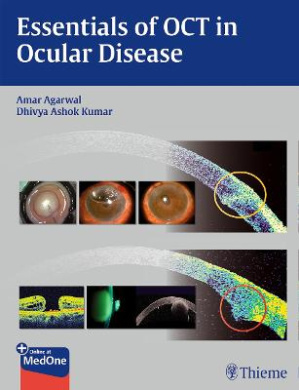 Essentials of OCT in
Ocular Disease
Amar Agarwal
Dhivya Ashok Kumar
Online at
MedOne
Thieme